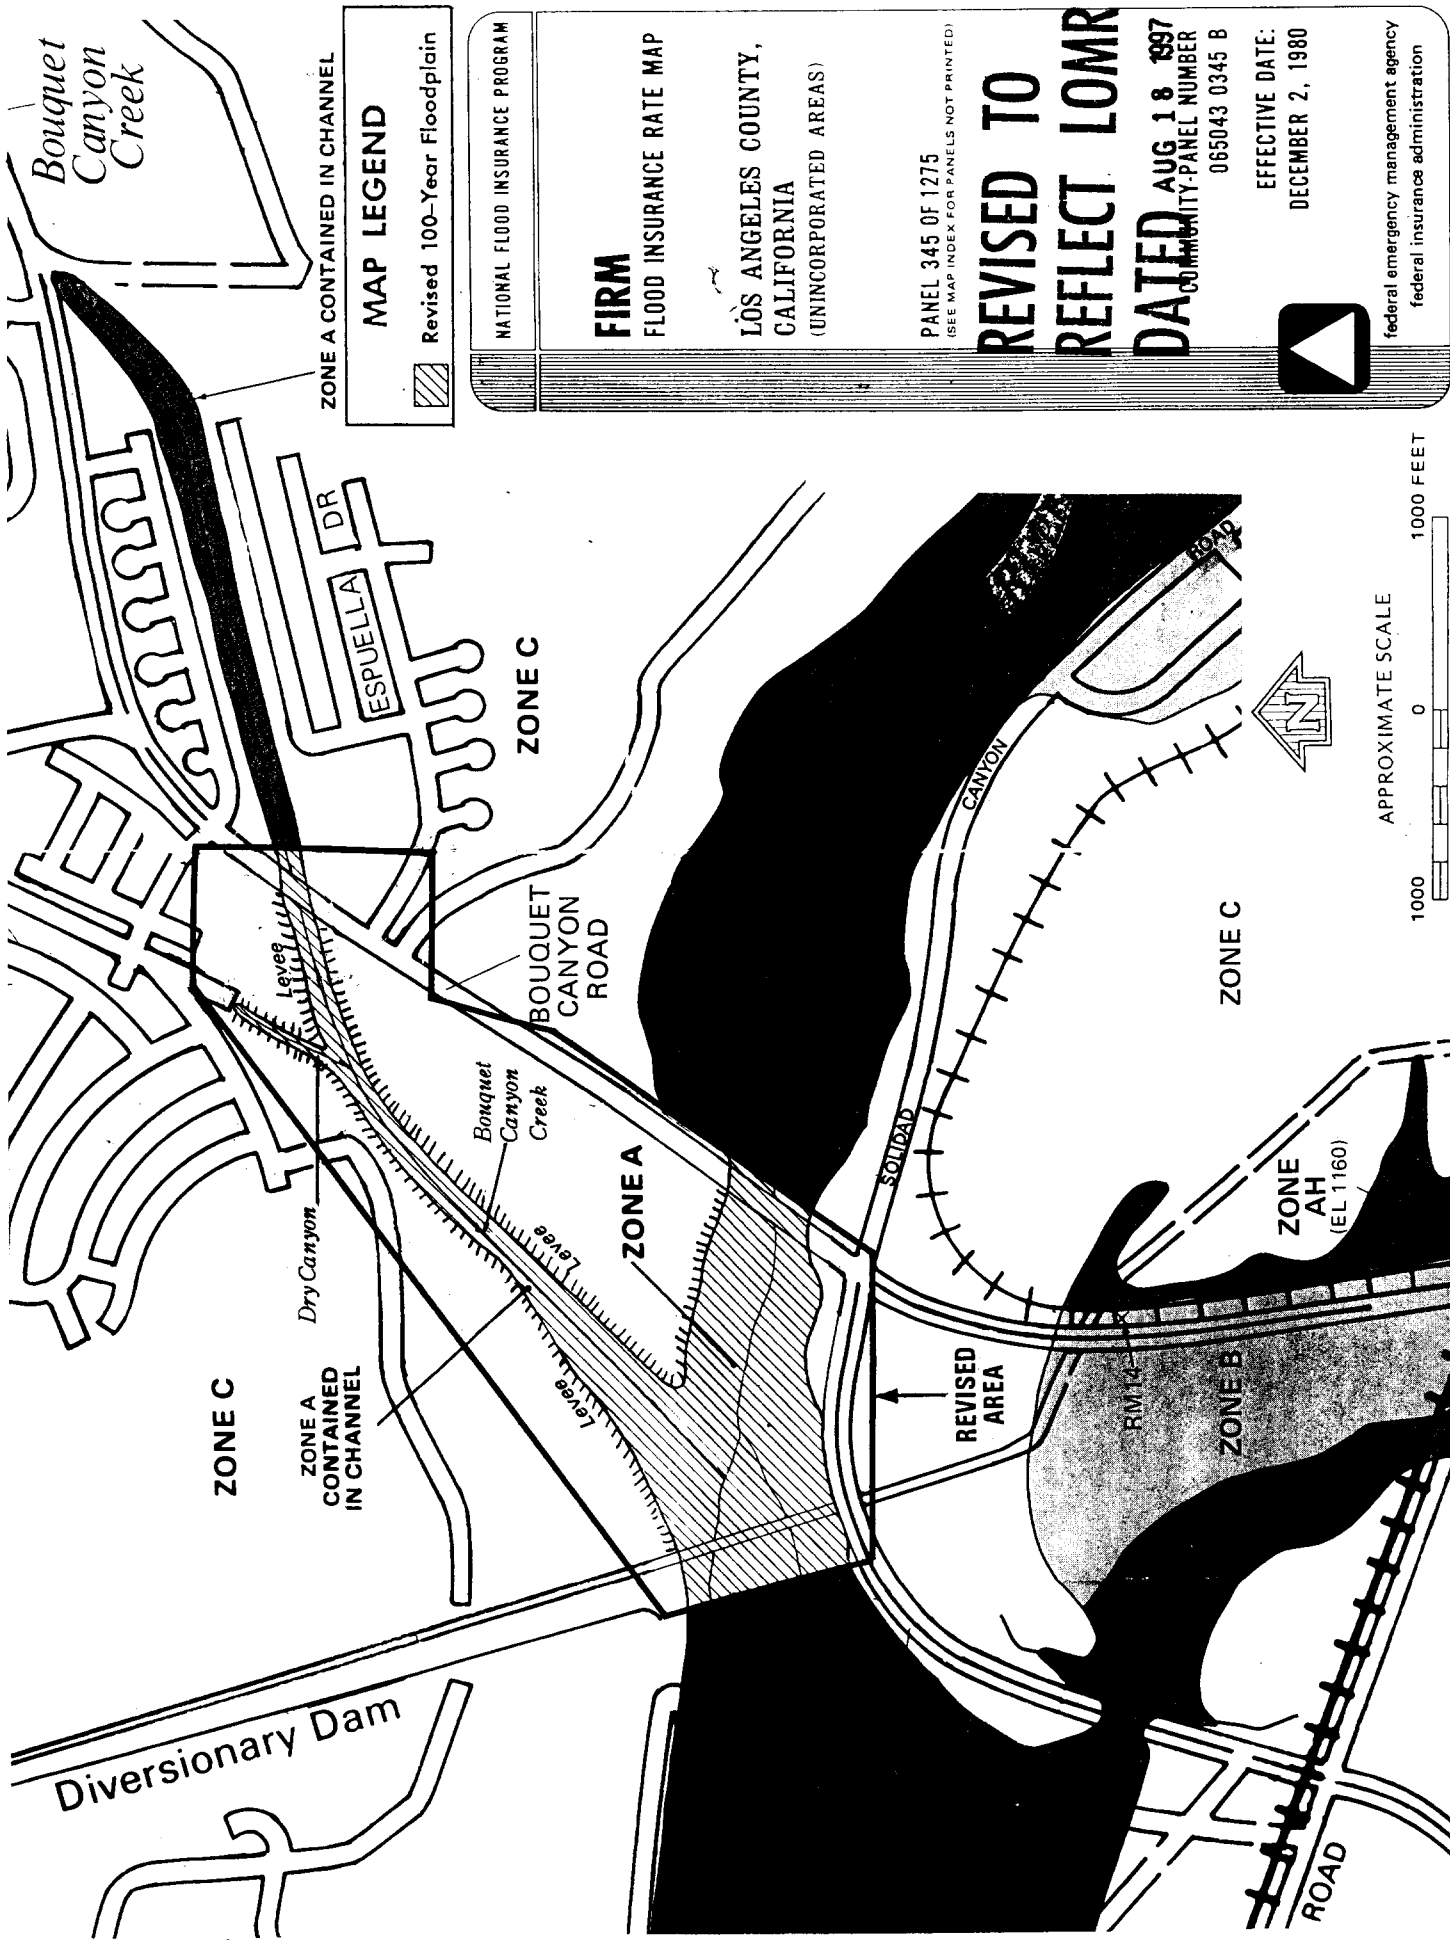 Bouquet
Canyon
Creek
ZONE A CONTAINED IN CHANNEL
MAP LEGEND
Revised 100-Year Floodplain
NATIONAL FLOOD INSURANCE PROGRAM
FIRM
FLOOD INSURANCE RATE MAP
LOS ANGELES COUNTY,
CALIFORNIA
(UNINCORPORATED AREAS)
PANEL 345 OF 1275
(SEE MAP INDEX FOR PANELS NOT PRINTED)
REVISED TO
REFLECT LOMR
DATED AUG 18 1997
COMMUNITY-PANEL NUMBER
065043 0345 B
EFFECTIVE DATE:
DECEMBER 2, 1980
federal emergency management agency
federal insurance administration
ESPUELLA DR
ZONE C
BOUQUET
CANYON
ROAD
Levee
Dry Canyon
Bouquet
Canyon
Creek
Levee
Levee
ZONE A
ZONE C
ZONE A
CONTAINED
IN CHANNEL
Diversionary Dam
SOLIDAD
CANYON
ROAD
REVISED
AREA
ZONE C
ZONE
AH
(EL 1160)
RM14
ZONE B
ROAD
N
APPROXIMATE SCALE
1000
0
1000 FEET